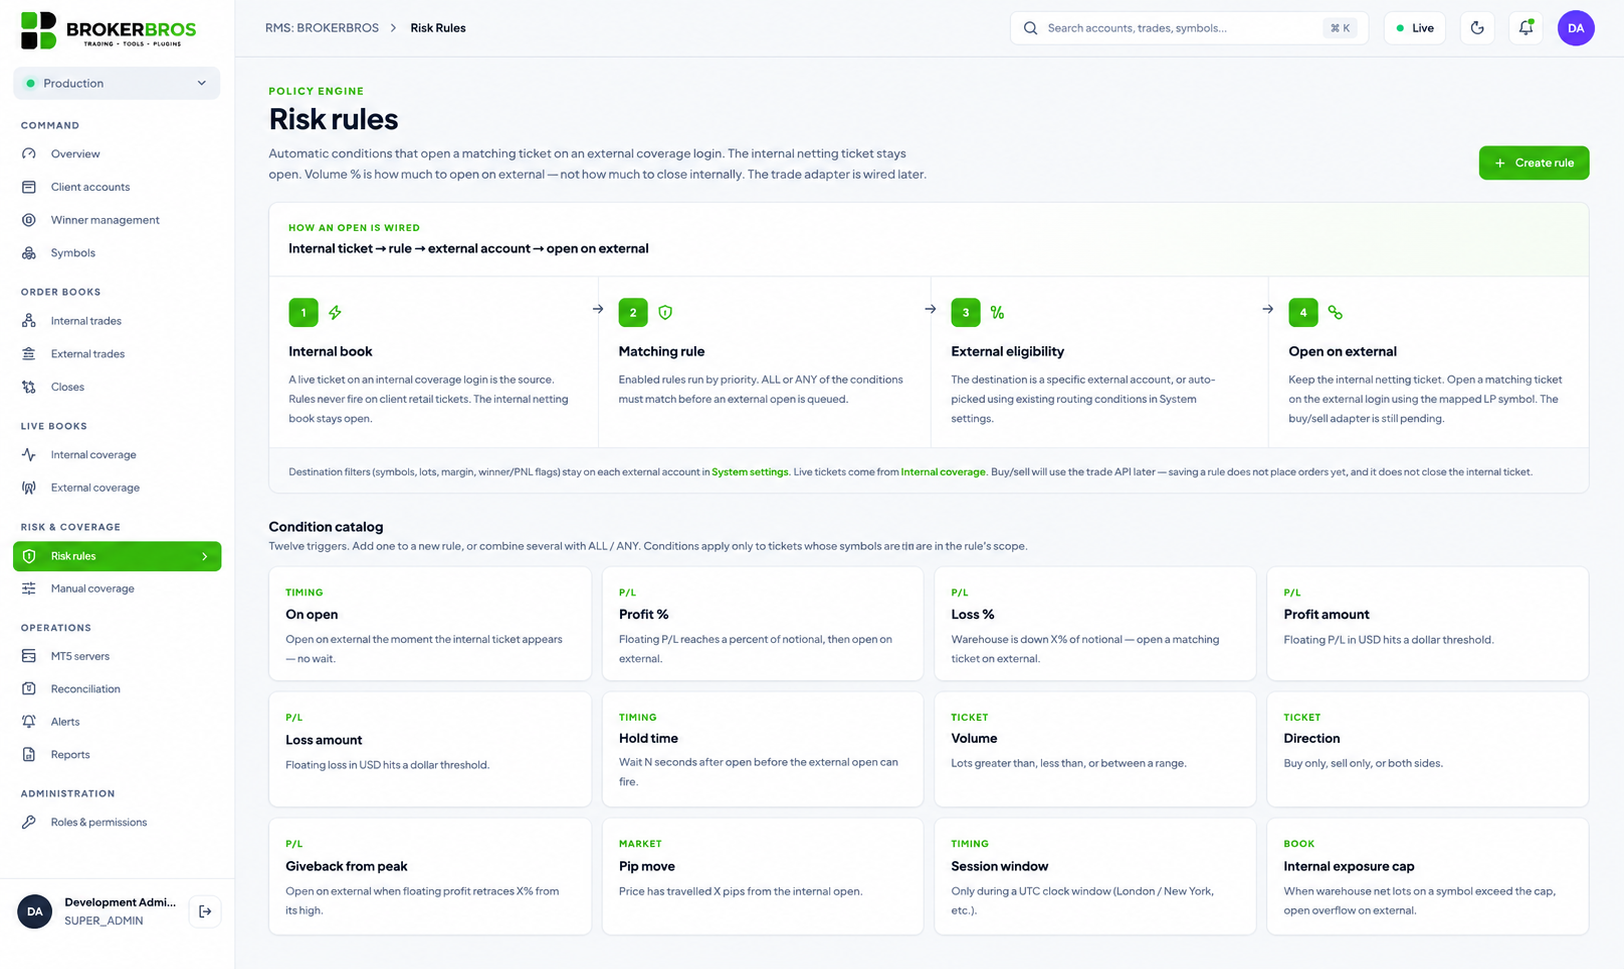 BROKERBROS
TRADING • TOOLS • PLUGINS
Production
COMMAND
Overview
Client accounts
Winner management
Symbols
ORDER BOOKS
Internal trades
External trades
Closes
LIVE BOOKS
Internal coverage
External coverage
RISK & COVERAGE
Risk rules
Manual coverage
OPERATIONS
MT5 servers
Reconciliation
Alerts
Reports
ADMINISTRATION
Roles & permissions
DA
Development Admi...
SUPER_ADMIN
RMS: BROKERBROS > Risk Rules
Search accounts, trades, symbols...
⌘ K
Live
DA
POLICY ENGINE
Risk rules
Automatic conditions that open a matching ticket on an external coverage login. The internal netting ticket stays
open. Volume % is how much to open on external — not how much to close internally. The trade adapter is wired later.
+ Create rule
HOW AN OPEN IS WIRED
Internal ticket → rule → external account → open on external
1
Internal book
A live ticket on an internal coverage login is the source.
Rules never fire on client retail tickets. The internal netting
book stays open.
→
2
Matching rule
Enabled rules run by priority. ALL or ANY of the conditions
must match before an external open is queued.
→
3
%
External eligibility
The destination is a specific external account, or auto-
picked using existing routing conditions in System
settings.
→
4
Open on external
Keep the internal netting ticket. Open a matching ticket
on the external login using the mapped LP symbol. The
buy/sell adapter is still pending.
Destination filters (symbols, lots, margin, winner/PNL flags) stay on each external account in System settings. Live tickets come from Internal coverage. Buy/sell will use the trade API later — saving a rule does not place orders yet, and it does not close the internal ticket.
Condition catalog
Twelve triggers. Add one to a new rule, or combine several with ALL / ANY. Conditions apply only to tickets whose symbols are are in the rule's scope.
TIMING
On open
Open on external the moment the internal ticket appears
— no wait.
P/L
Profit %
Floating P/L reaches a percent of notional, then open on
external.
P/L
Loss %
Warehouse is down X% of notional — open a matching
ticket on external.
P/L
Profit amount
Floating P/L in USD hits a dollar threshold.
P/L
Loss amount
Floating loss in USD hits a dollar threshold.
TIMING
Hold time
Wait N seconds after open before the external open can
fire.
TICKET
Volume
Lots greater than, less than, or between a range.
TICKET
Direction
Buy only, sell only, or both sides.
P/L
Giveback from peak
Open on external when floating profit retraces X% from
its high.
MARKET
Pip move
Price has travelled X pips from the internal open.
TIMING
Session window
Only during a UTC clock window (London / New York,
etc.).
BOOK
Internal exposure cap
When warehouse net lots on a symbol exceed the cap,
open overflow on external.